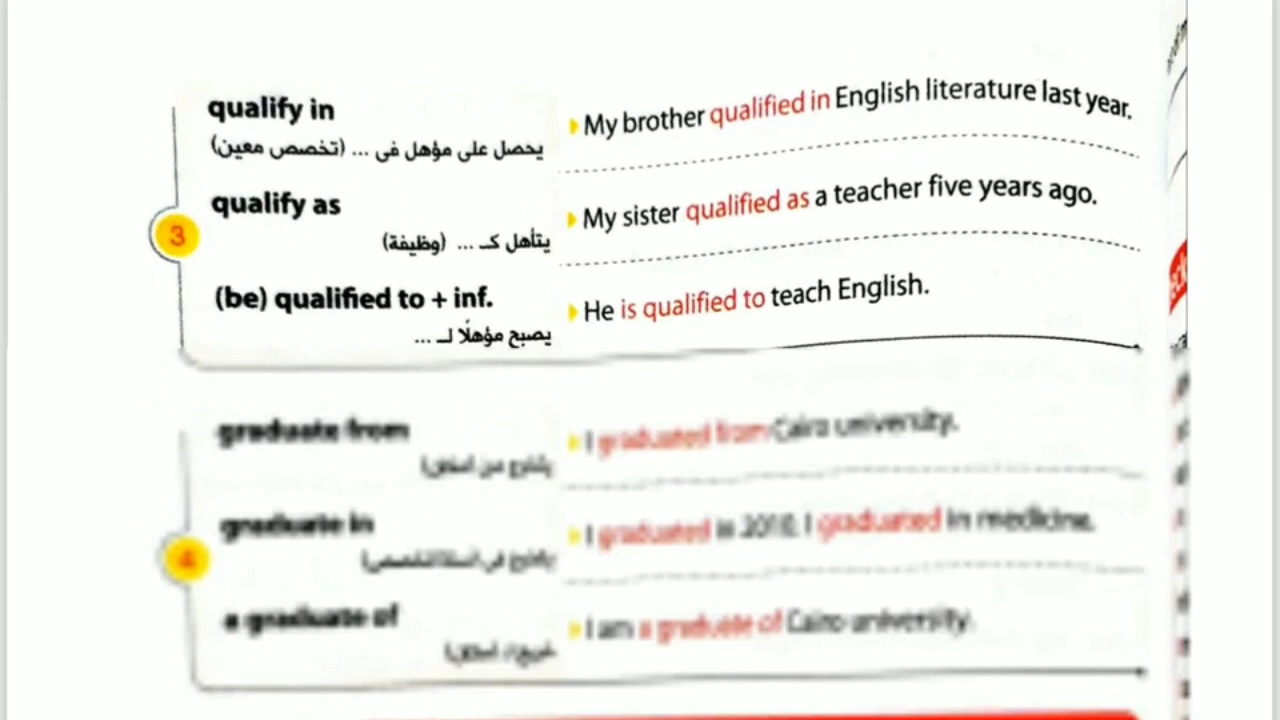 qualify in
يحصل على مؤهل فى ... (تخصص معين)
My brother qualified in English literature last year.
qualify as
يتأهل كـ ... (وظيفة)
My sister qualified as a teacher five years ago.
3
(be) qualified to + inf.
يصبح مؤهلًا لـ ...
He is qualified to teach English.
graduate from
I graduated from Cairo university.
graduate in
I graduated in 2010. I graduated in medicine.
4
a graduate of
I am a graduate of Cairo university.